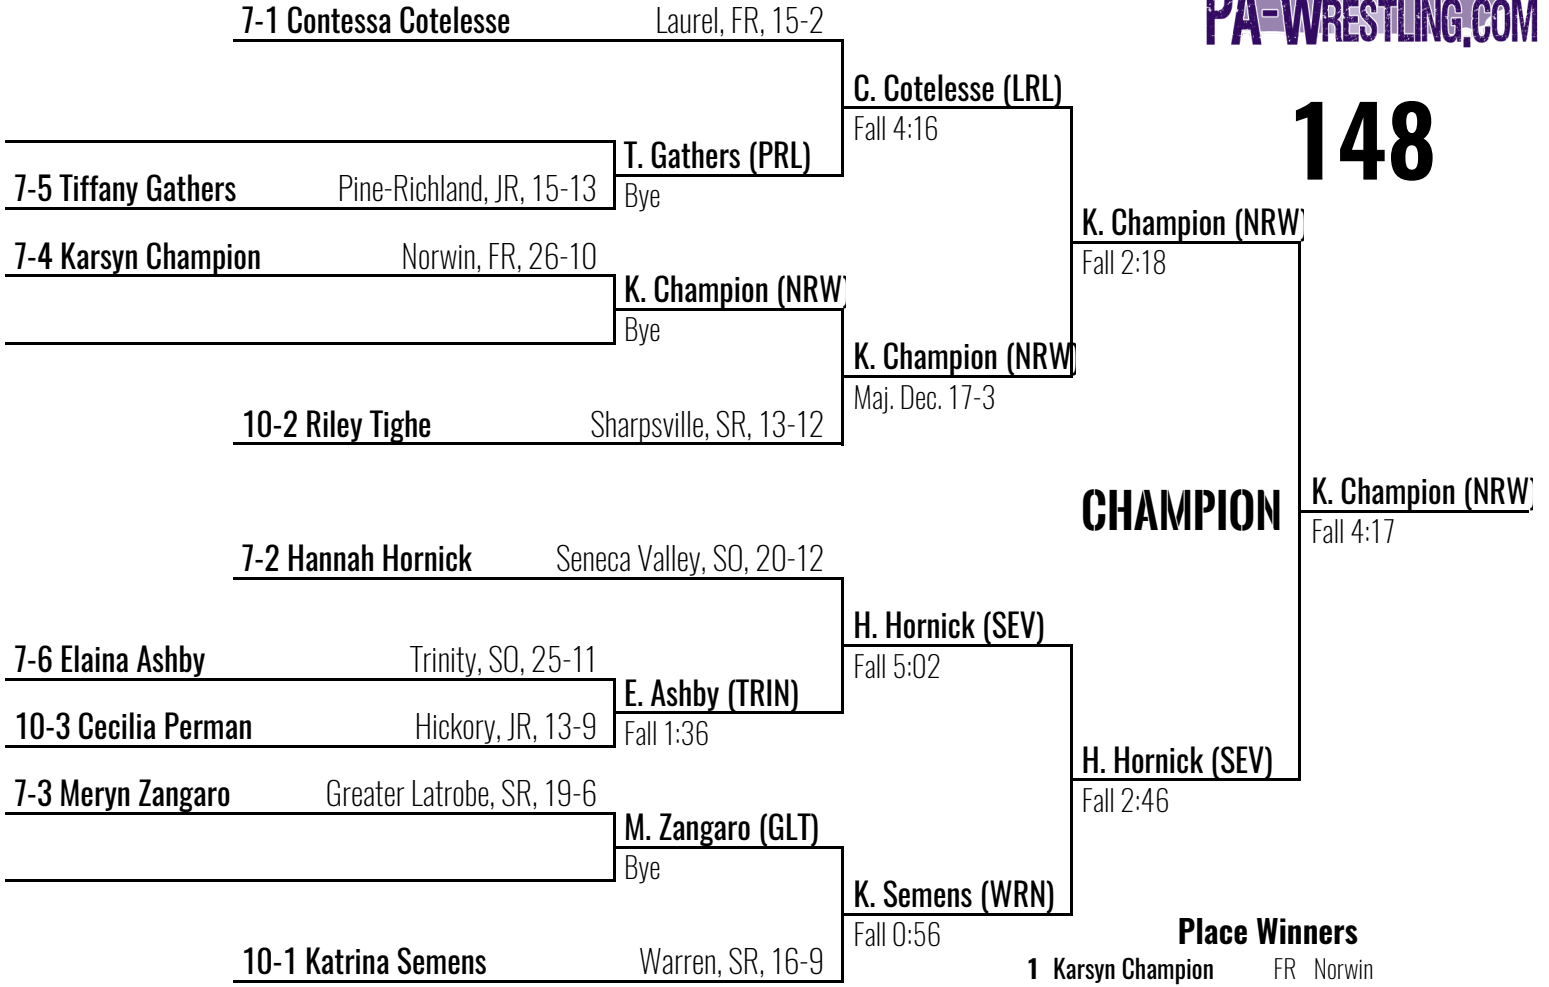 PA-WRESTLING.COM
148
7-1 Contessa Cotelesse Laurel, FR, 15-2
C. Cotelesse (LRL)
Fall 4:16
T. Gathers (PRL)
Bye
7-5 Tiffany Gathers Pine-Richland, JR, 15-13
K. Champion (NRW)
Fall 2:18
7-4 Karsyn Champion Norwin, FR, 26-10
K. Champion (NRW)
Bye
K. Champion (NRW)
Maj. Dec. 17-3
10-2 Riley Tighe Sharpsville, SR, 13-12
CHAMPION
K. Champion (NRW)
Fall 4:17
7-2 Hannah Hornick Seneca Valley, SO, 20-12
H. Hornick (SEV)
Fall 5:02
7-6 Elaina Ashby Trinity, SO, 25-11
E. Ashby (TRIN)
Fall 1:36
10-3 Cecilia Perman Hickory, JR, 13-9
H. Hornick (SEV)
Fall 2:46
7-3 Meryn Zangaro Greater Latrobe, SR, 19-6
M. Zangaro (GLT)
Bye
K. Semens (WRN)
Fall 0:56
10-1 Katrina Semens Warren, SR, 16-9
Place Winners
1 Karsyn Champion FR Norwin